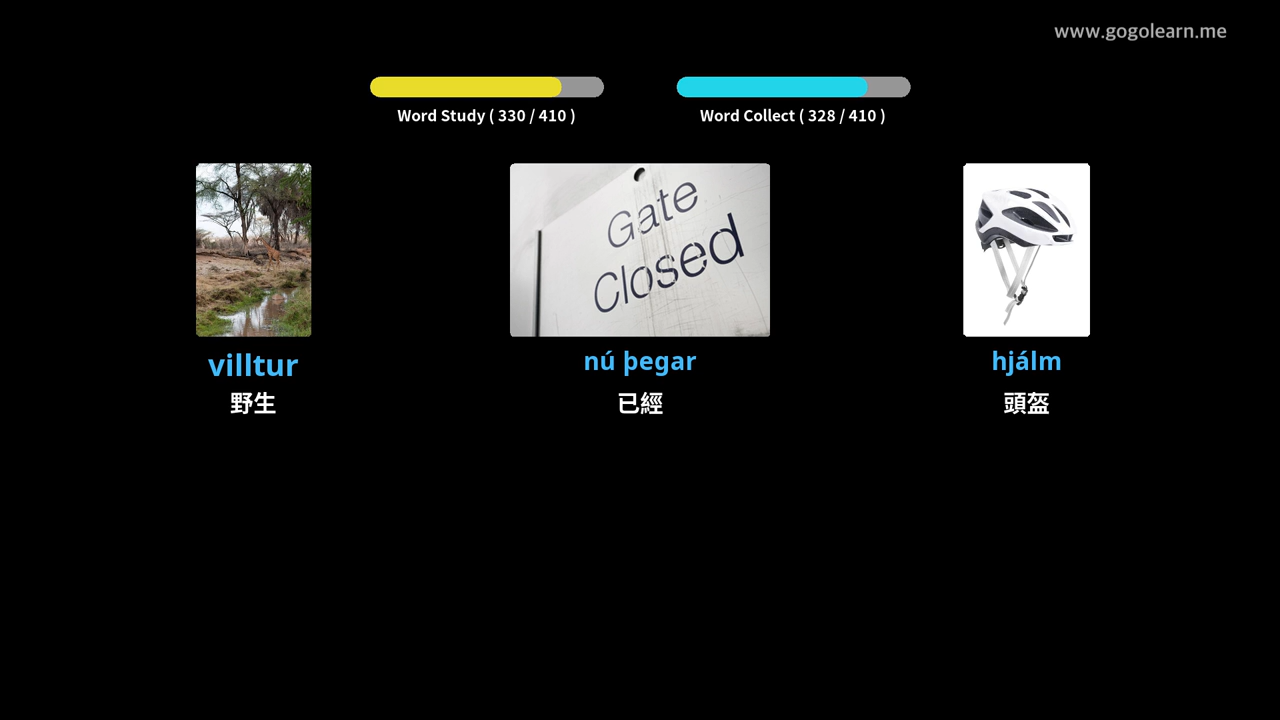 www.gogolearn.me
Word Study ( 330 / 410 )
Word Collect ( 328 / 410 )
Gate
Closed
villtur
nú þegar
hjálm
野生
已經
頭盔